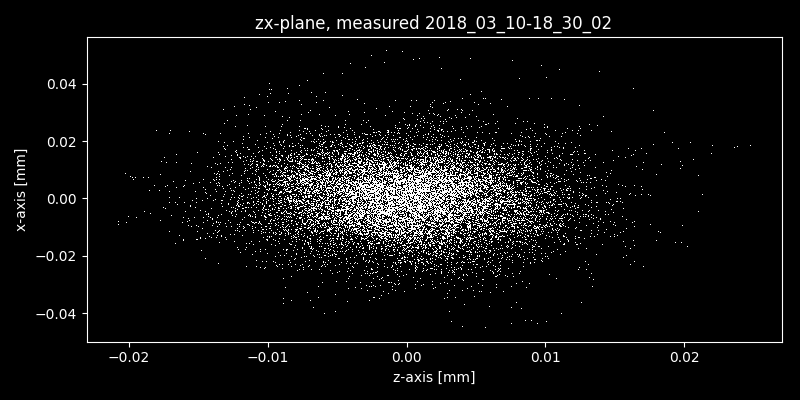 zx-plane, measured 2018_03_10-18_30_02
x-axis [mm]
0.04
0.02
0.00
−0.02
−0.04
−0.02 −0.01 0.00 0.01 0.02
z-axis [mm]